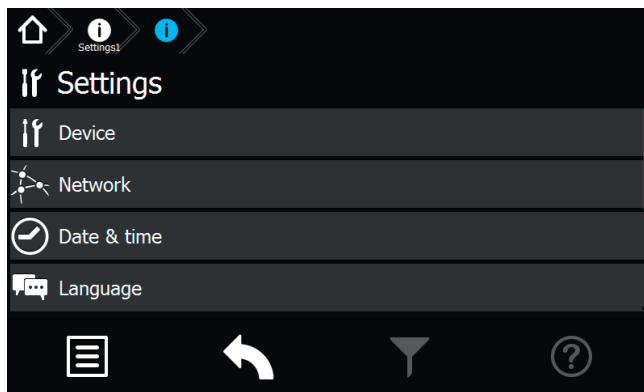 Settings1
Settings
Device
Network
Date & time
Language